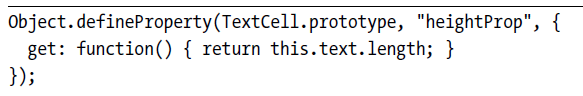 Object.defineProperty(TextCell.prototype, "heightProp", {
  get: function() { return this.text.length; }
});